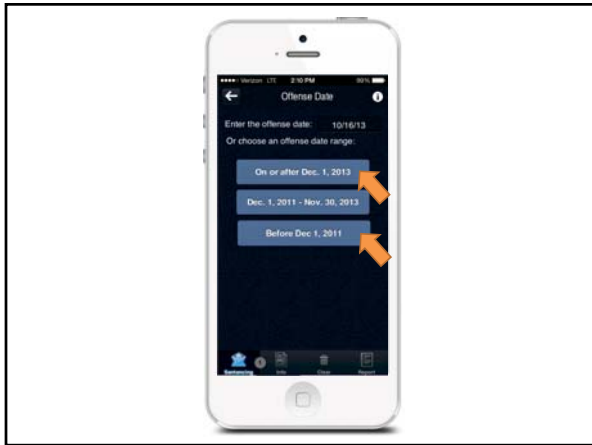 Verizon LTE 2:10 PM 89%
Offense Date
Enter the offense date: 10/16/13
Or choose an offense date range:
On or after Dec. 1, 2013
Dec. 1, 2011 - Nov. 30, 2013
Before Dec 1, 2011
Sentencing Info Clear Report